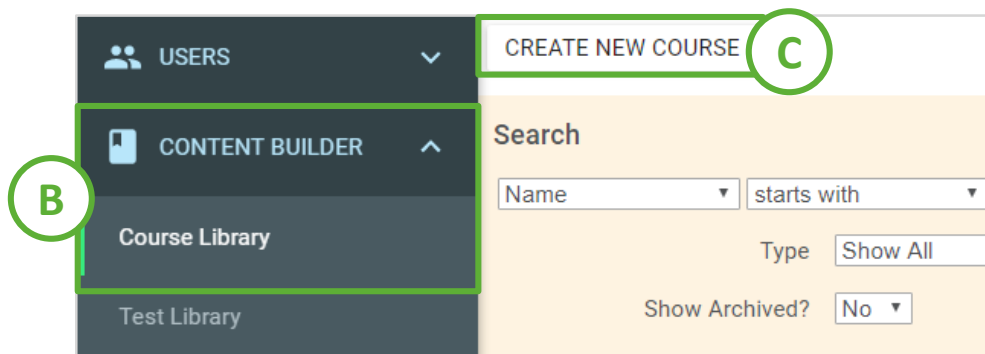 USERS
CONTENT BUILDER
B
Course Library
Test Library
CREATE NEW COURSE
C
Search
Name starts with
Type Show All
Show Archived? No